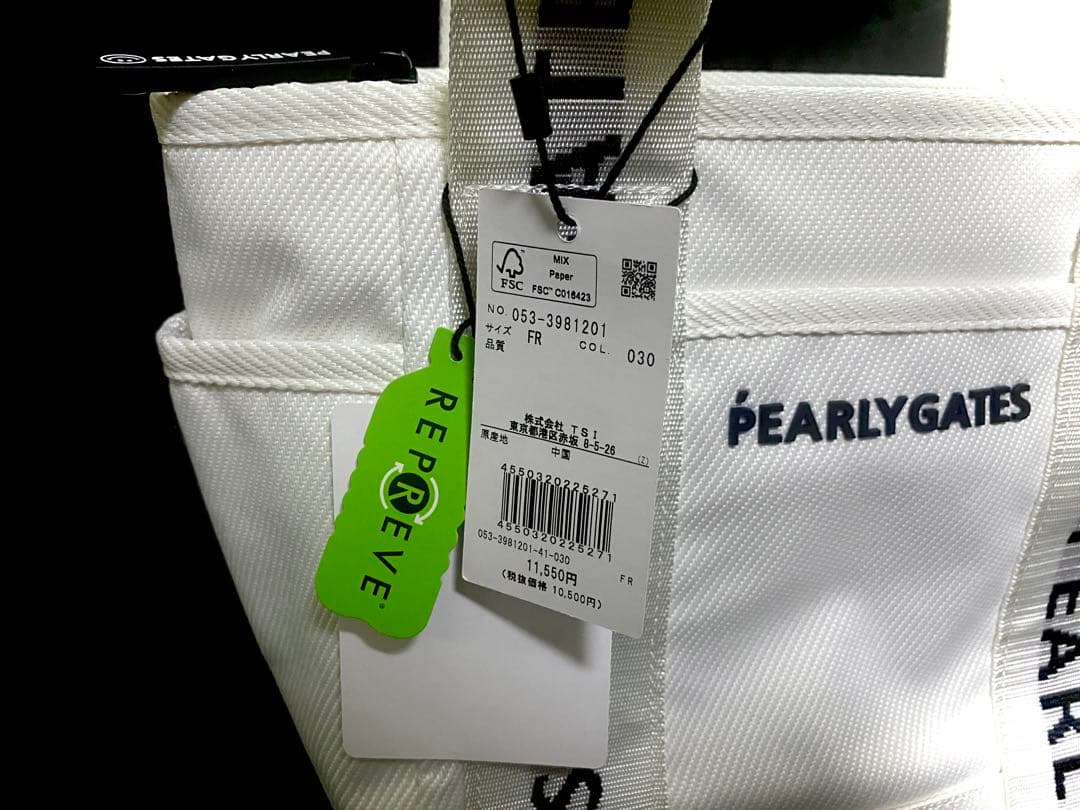 PEARLYGATES
MIX
Paper
FSC
FSC™ C016423
NO. 053-3981201
サイズ FR COL. 030
品質
株式会社 TSI
東京都港区赤坂 8-5-26
原産地 中国 (Z)
4550320225271
4550320225271
053-3981201-41-030
FR
11,550円
(税抜価格 10,500円)
REPREVE®
PEARLYGATES
EARL
S